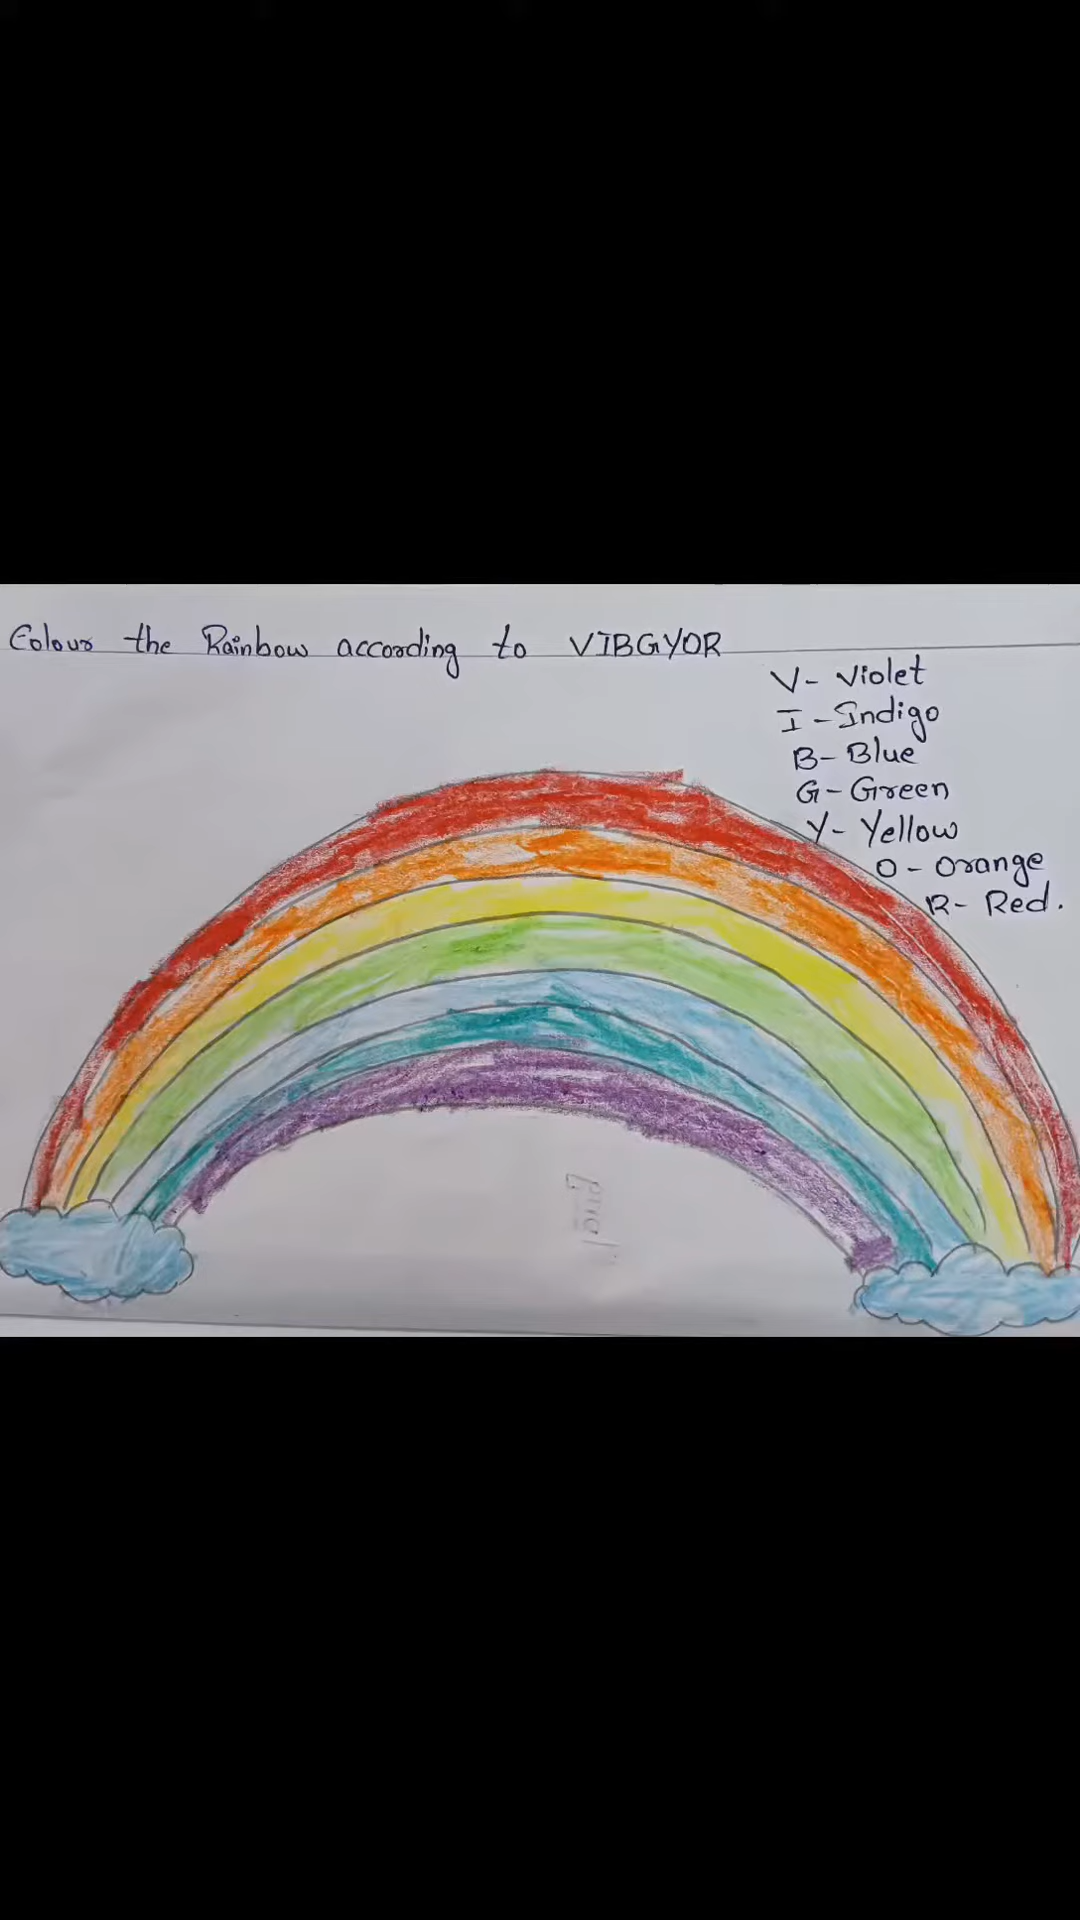 Colour the Rainbow according to VIBGYOR
V- Violet
I - Indigo
B- Blue
G- Green
Y- Yellow
O - Orange
R- Red.